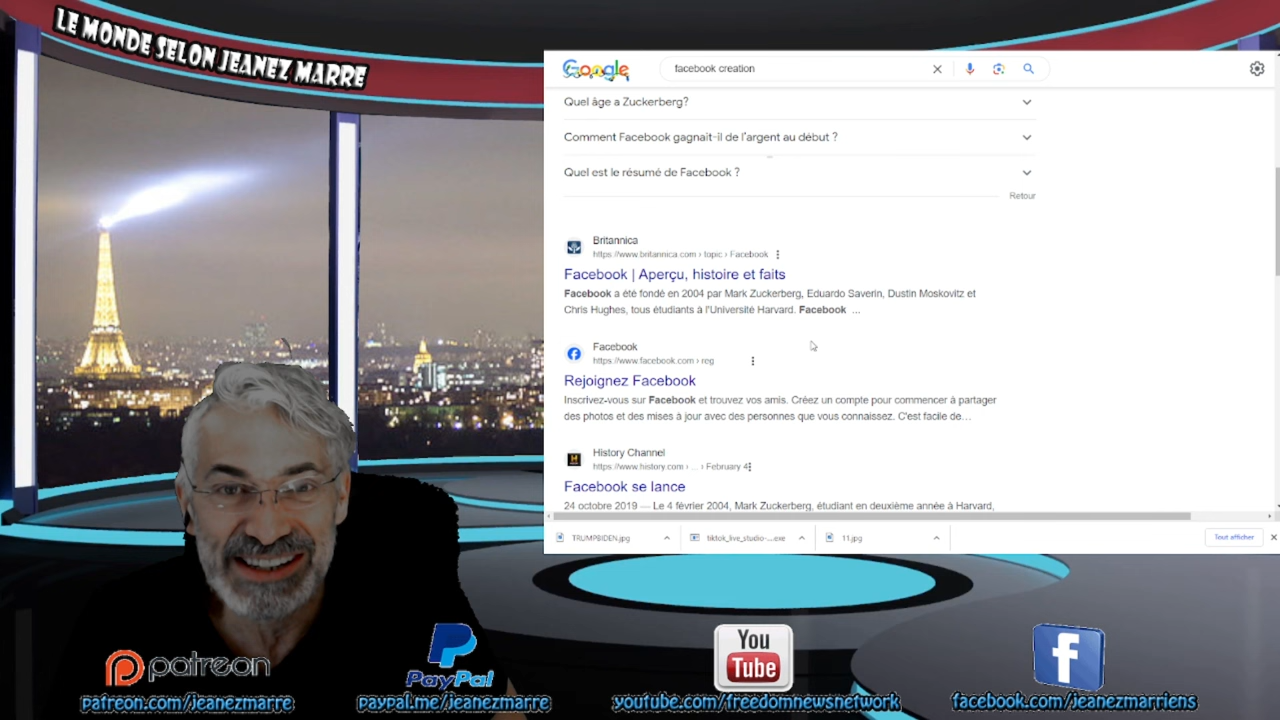 LE MONDE SELON JEANEZ MARRE
Google
facebook creation
Quel âge a Zuckerberg?
Comment Facebook gagnait-il de l'argent au début ?
Quel est le résumé de Facebook ?
Retour
Britannica
https://www.britannica.com › topic › Facebook
Facebook | Aperçu, histoire et faits
Facebook a été fondé en 2004 par Mark Zuckerberg, Eduardo Saverin, Dustin Moskovitz et
Chris Hughes, tous étudiants à l'Université Harvard. Facebook ...
Facebook
https://www.facebook.com › reg
Rejoignez Facebook
Inscrivez-vous sur Facebook et trouvez vos amis. Créez un compte pour commencer à partager
des photos et des mises à jour avec des personnes que vous connaissez. C'est facile de…
H
History Channel
https://www.history.com › ... › February 4
Facebook se lance
24 octobre 2019 — Le 4 février 2004, Mark Zuckerberg, étudiant en deuxième année à Harvard,
TRUMPBIDEN.jpg
tiktok_live_studio-...exe
11.jpg
Tout afficher
patreon
PayPal
You
Tube
f
patreon.com/jeanezmarre
paypal.me/jeanezmarre
youtube.com/freedomnewsnetwork
facebook.com/jeanezmarriens